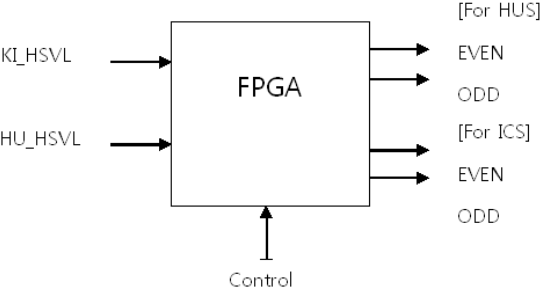 [For HUS]
KI_HSVL
EVEN
FPGA
ODD
[For ICS]
HU_HSVL
EVEN
ODD
Control